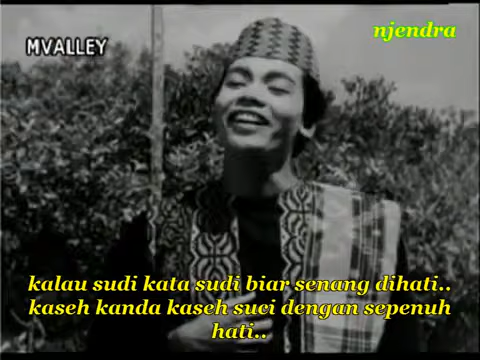 njendra
MVALLEY
kalau sudi kata sudi biar senang dihati..
kaseh kanda kaseh suci dengan sepenuh
hati..